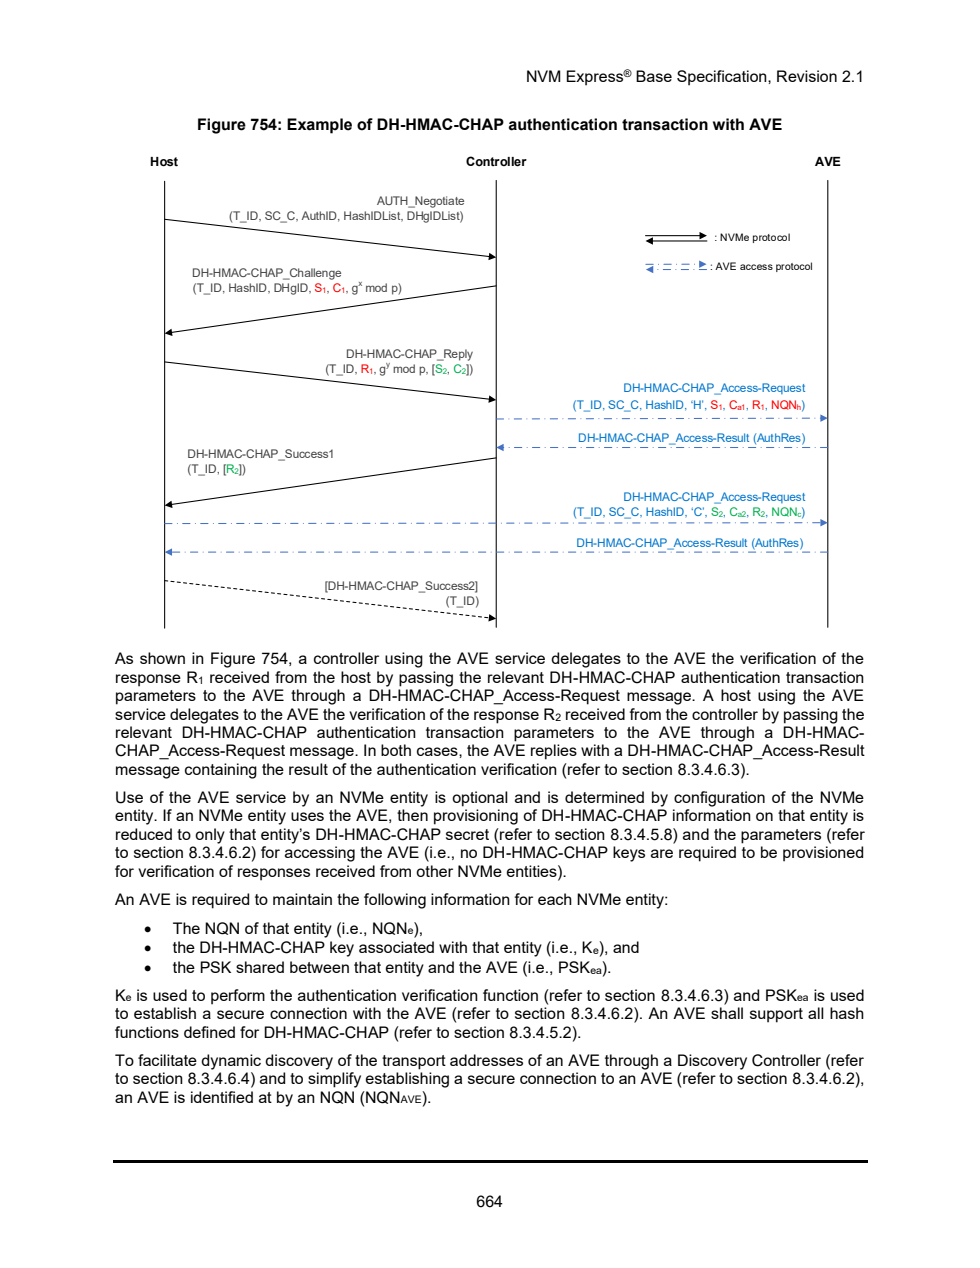 NVM Express® Base Specification, Revision 2.1
Figure 754: Example of DH-HMAC-CHAP authentication transaction with AVE
Host Controller AVE
AUTH_Negotiate
(T_ID, SC_C, AuthID, HashIDList, DHgIDList)
: NVMe protocol
: AVE access protocol
DH-HMAC-CHAP_Challenge
(T_ID, HashID, DHgID, S1, C1, g^x mod p)
DH-HMAC-CHAP_Reply
(T_ID, R1, g^y mod p, [S2, C2])
DH-HMAC-CHAP_Access-Request
(T_ID, SC_C, HashID, ‘H’, S1, Ca1, R1, NQNh)
DH-HMAC-CHAP_Access-Result (AuthRes)
DH-HMAC-CHAP_Success1
(T_ID, [R2])
DH-HMAC-CHAP_Access-Request
(T_ID, SC_C, HashID, ‘C’, S2, Ca2, R2, NQNc)
DH-HMAC-CHAP_Access-Result (AuthRes)
[DH-HMAC-CHAP_Success2]
(T_ID)
As shown in Figure 754, a controller using the AVE service delegates to the AVE the verification of the
response R1 received from the host by passing the relevant DH-HMAC-CHAP authentication transaction
parameters to the AVE through a DH-HMAC-CHAP_Access-Request message. A host using the AVE
service delegates to the AVE the verification of the response R2 received from the controller by passing the
relevant DH-HMAC-CHAP authentication transaction parameters to the AVE through a DH-HMAC-
CHAP_Access-Request message. In both cases, the AVE replies with a DH-HMAC-CHAP_Access-Result
message containing the result of the authentication verification (refer to section 8.3.4.6.3).
Use of the AVE service by an NVMe entity is optional and is determined by configuration of the NVMe
entity. If an NVMe entity uses the AVE, then provisioning of DH-HMAC-CHAP information on that entity is
reduced to only that entity’s DH-HMAC-CHAP secret (refer to section 8.3.4.5.8) and the parameters (refer
to section 8.3.4.6.2) for accessing the AVE (i.e., no DH-HMAC-CHAP keys are required to be provisioned
for verification of responses received from other NVMe entities).
An AVE is required to maintain the following information for each NVMe entity:
• The NQN of that entity (i.e., NQNe),
• the DH-HMAC-CHAP key associated with that entity (i.e., Ke), and
• the PSK shared between that entity and the AVE (i.e., PSKea).
Ke is used to perform the authentication verification function (refer to section 8.3.4.6.3) and PSKea is used
to establish a secure connection with the AVE (refer to section 8.3.4.6.2). An AVE shall support all hash
functions defined for DH-HMAC-CHAP (refer to section 8.3.4.5.2).
To facilitate dynamic discovery of the transport addresses of an AVE through a Discovery Controller (refer
to section 8.3.4.6.4) and to simplify establishing a secure connection to an AVE (refer to section 8.3.4.6.2),
an AVE is identified at by an NQN (NQNAVE).
664